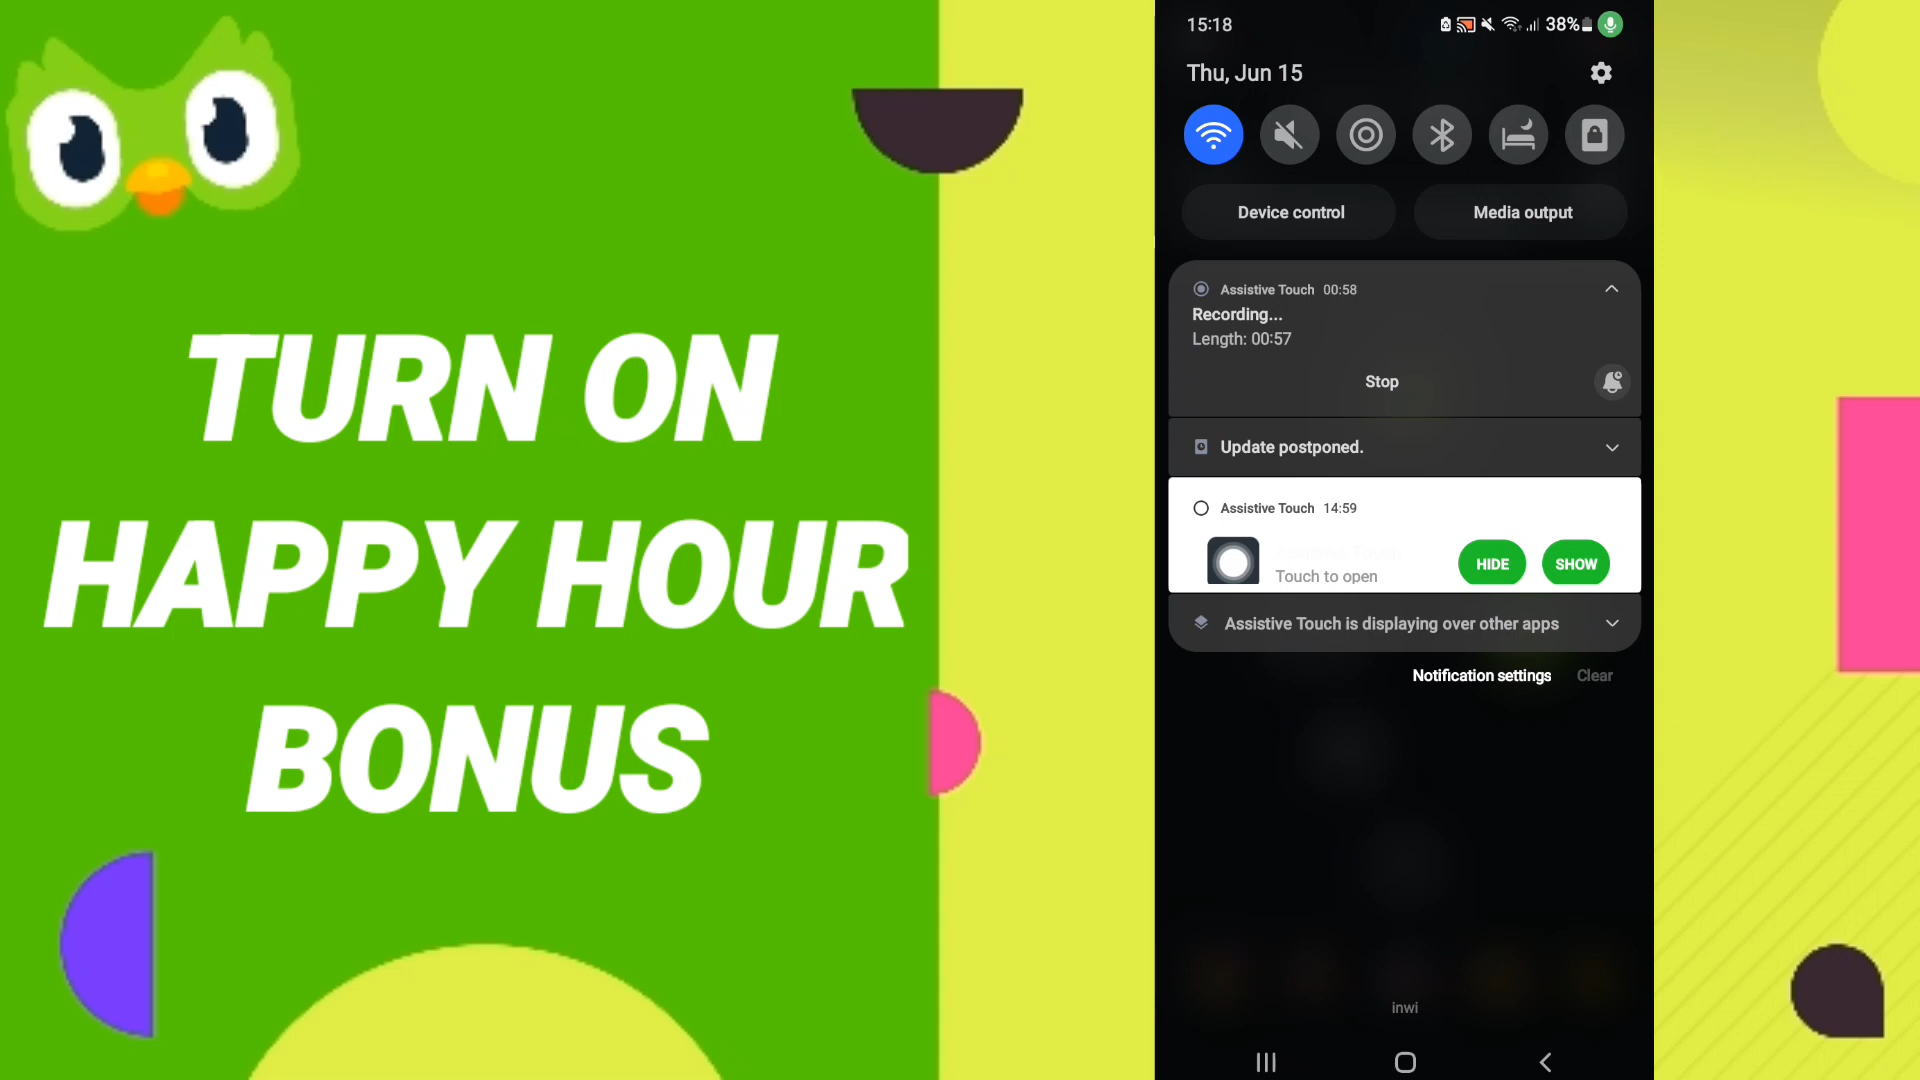 TURN ON
HAPPY HOUR
BONUS
15:18
38%
Thu, Jun 15
Device control
Media output
Assistive Touch 00:58
Recording...
Length: 00:57
Stop
Update postponed.
Assistive Touch 14:59
Assistive Touch
Touch to open
HIDE
SHOW
Assistive Touch is displaying over other apps
Notification settings
Clear
inwi